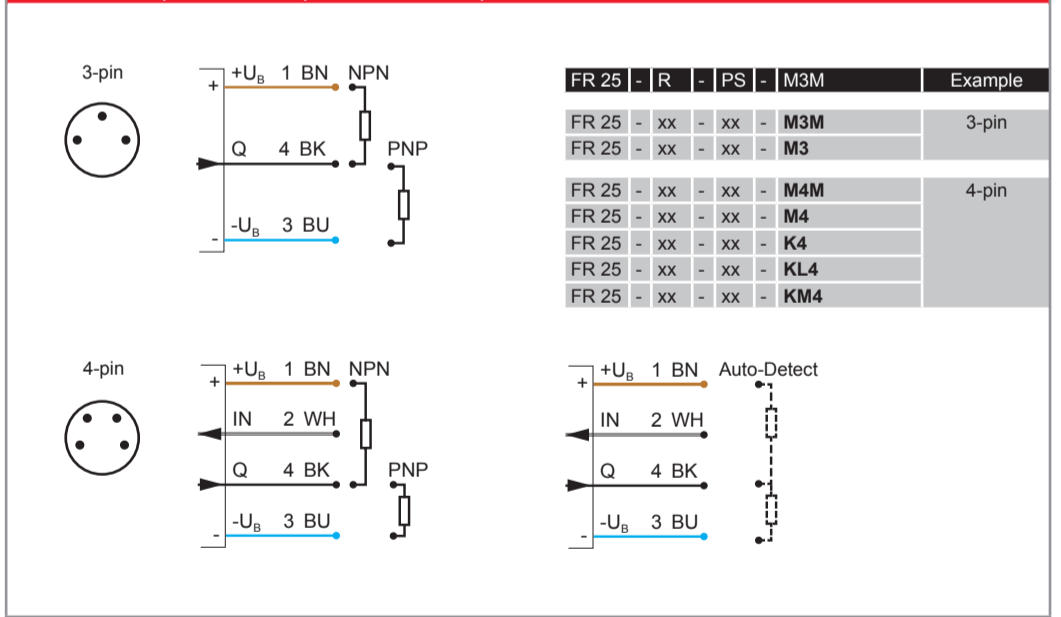 3-pin
+UB 1 BN NPN
+
Q 4 BK PNP
-UB 3 BU
-
FR 25 - R - PS - M3M Example
FR 25 - xx - xx - M3M 3-pin
FR 25 - xx - xx - M3
FR 25 - xx - xx - M4M 4-pin
FR 25 - xx - xx - M4
FR 25 - xx - xx - K4
FR 25 - xx - xx - KL4
FR 25 - xx - xx - KM4
4-pin
+UB 1 BN NPN
+
IN 2 WH
Q 4 BK PNP
-UB 3 BU
-
+UB 1 BN Auto-Detect
+
IN 2 WH
Q 4 BK
-UB 3 BU
-